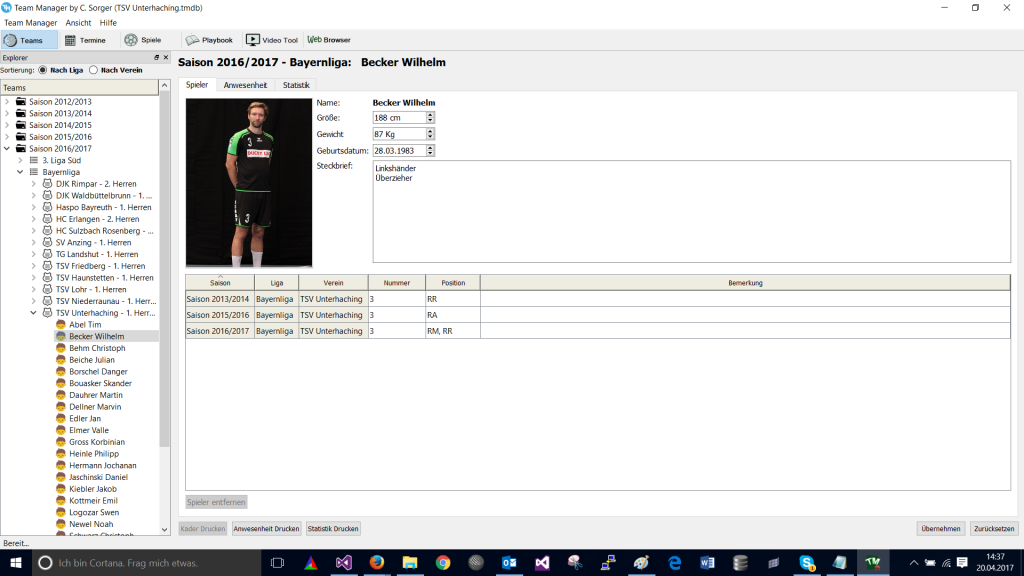 Team Manager by C. Sorger (TSV Unterhaching.tmdb)
Team Manager Ansicht Hilfe
Teams Termine Spiele Playbook Video Tool Web Browser
Explorer
Sortierung: Nach Liga Nach Verein
Teams
Saison 2012/2013
Saison 2013/2014
Saison 2014/2015
Saison 2015/2016
Saison 2016/2017
3. Liga Süd
Bayernliga
DJK Rimpar - 2. Herren
DJK Waldbüttelbrunn - 1. ...
Haspo Bayreuth - 1. Herren
HC Erlangen - 2. Herren
HC Sulzbach Rosenberg - ...
SV Anzing - 1. Herren
TG Landshut - 1. Herren
TSV Friedberg - 1. Herren
TSV Haunstetten - 1. Herren
TSV Lohr - 1. Herren
TSV Niederraunau - 1. Herr...
TSV Unterhaching - 1. Herr...
Abel Tim
Becker Wilhelm
Behm Christoph
Beiche Julian
Borschel Danger
Bouasker Skander
Dauhrer Martin
Dellner Marvin
Edler Jan
Elmer Valle
Gross Korbinian
Heinle Philipp
Hermann Jochanan
Jaschinski Daniel
Kiebler Jakob
Kottmeir Emil
Logozar Swen
Newel Noah
Schwarz Christoph
Saison 2016/2017 - Bayernliga: Becker Wilhelm
Spieler Anwesenheit Statistik
3
3
Name: Becker Wilhelm
Größe: 188 cm
Gewicht 87 Kg
Geburtsdatum: 28.03.1983
Steckbrief: Linkshänder
Überzieher
Saison Liga Verein Nummer Position Bemerkung
Saison 2013/2014 Bayernliga TSV Unterhaching 3 RR
Saison 2015/2016 Bayernliga TSV Unterhaching 3 RA
Saison 2016/2017 Bayernliga TSV Unterhaching 3 RM, RR
Spieler entfernen
Kader Drucken Anwesenheit Drucken Statistik Drucken Übernehmen Zurücksetzen
Bereit...
Ich bin Cortana. Frag mich etwas.
14:37
20.04.2017